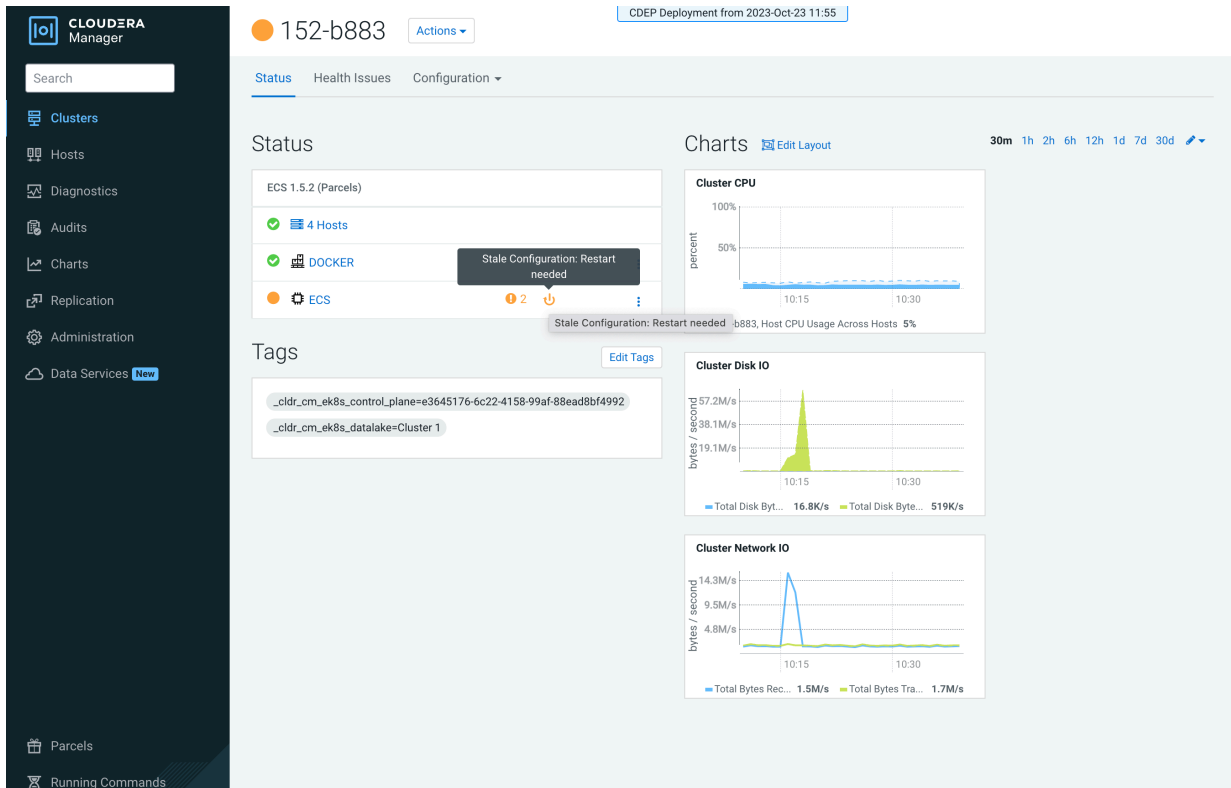 CLOUDERA
Manager
Search
Clusters
Hosts
Diagnostics
Audits
Charts
Replication
Administration
Data Services New
Parcels
Running Commands
CDEP Deployment from 2023-Oct-23 11:55
152-b883
Actions
Status
Health Issues
Configuration
Status
ECS 1.5.2 (Parcels)
4 Hosts
DOCKER
Stale Configuration: Restart
needed
ECS
2
Stale Configuration: Restart needed
Tags
Edit Tags
_cldr_cm_ek8s_control_plane=e3645176-6c22-4158-99af-88ead8bf4992
_cldr_cm_ek8s_datalake=Cluster 1
Charts
Edit Layout
30m 1h 2h 6h 12h 1d 7d 30d
Cluster CPU
percent
100%
50%
10:15
10:30
b883, Host CPU Usage Across Hosts 5%
Cluster Disk IO
bytes / second
57.2M/s
38.1M/s
19.1M/s
10:15
10:30
Total Disk Byt... 16.8K/s
Total Disk Byte... 519K/s
Cluster Network IO
bytes / second
14.3M/s
9.5M/s
4.8M/s
10:15
10:30
Total Bytes Rec... 1.5M/s
Total Bytes Tra... 1.7M/s